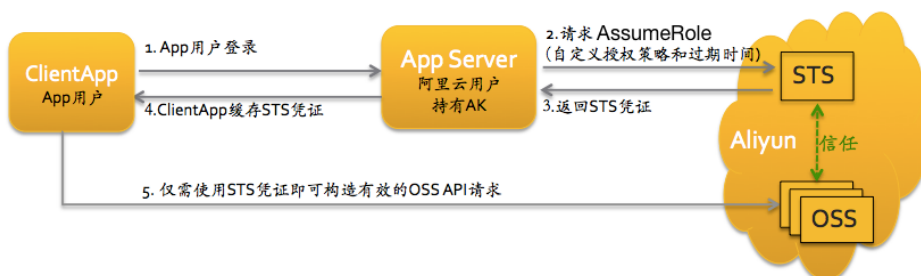 1. App用户登录
2.请求 AssumeRole
(自定义授权策略和过期时间)
ClientApp
App用户
App Server
阿里云用户
持有AK
STS
4.ClientApp缓存STS凭证
3.返回STS凭证
Aliyun
信任
5. 仅需使用STS凭证即可构造有效的OSS API请求
OSS